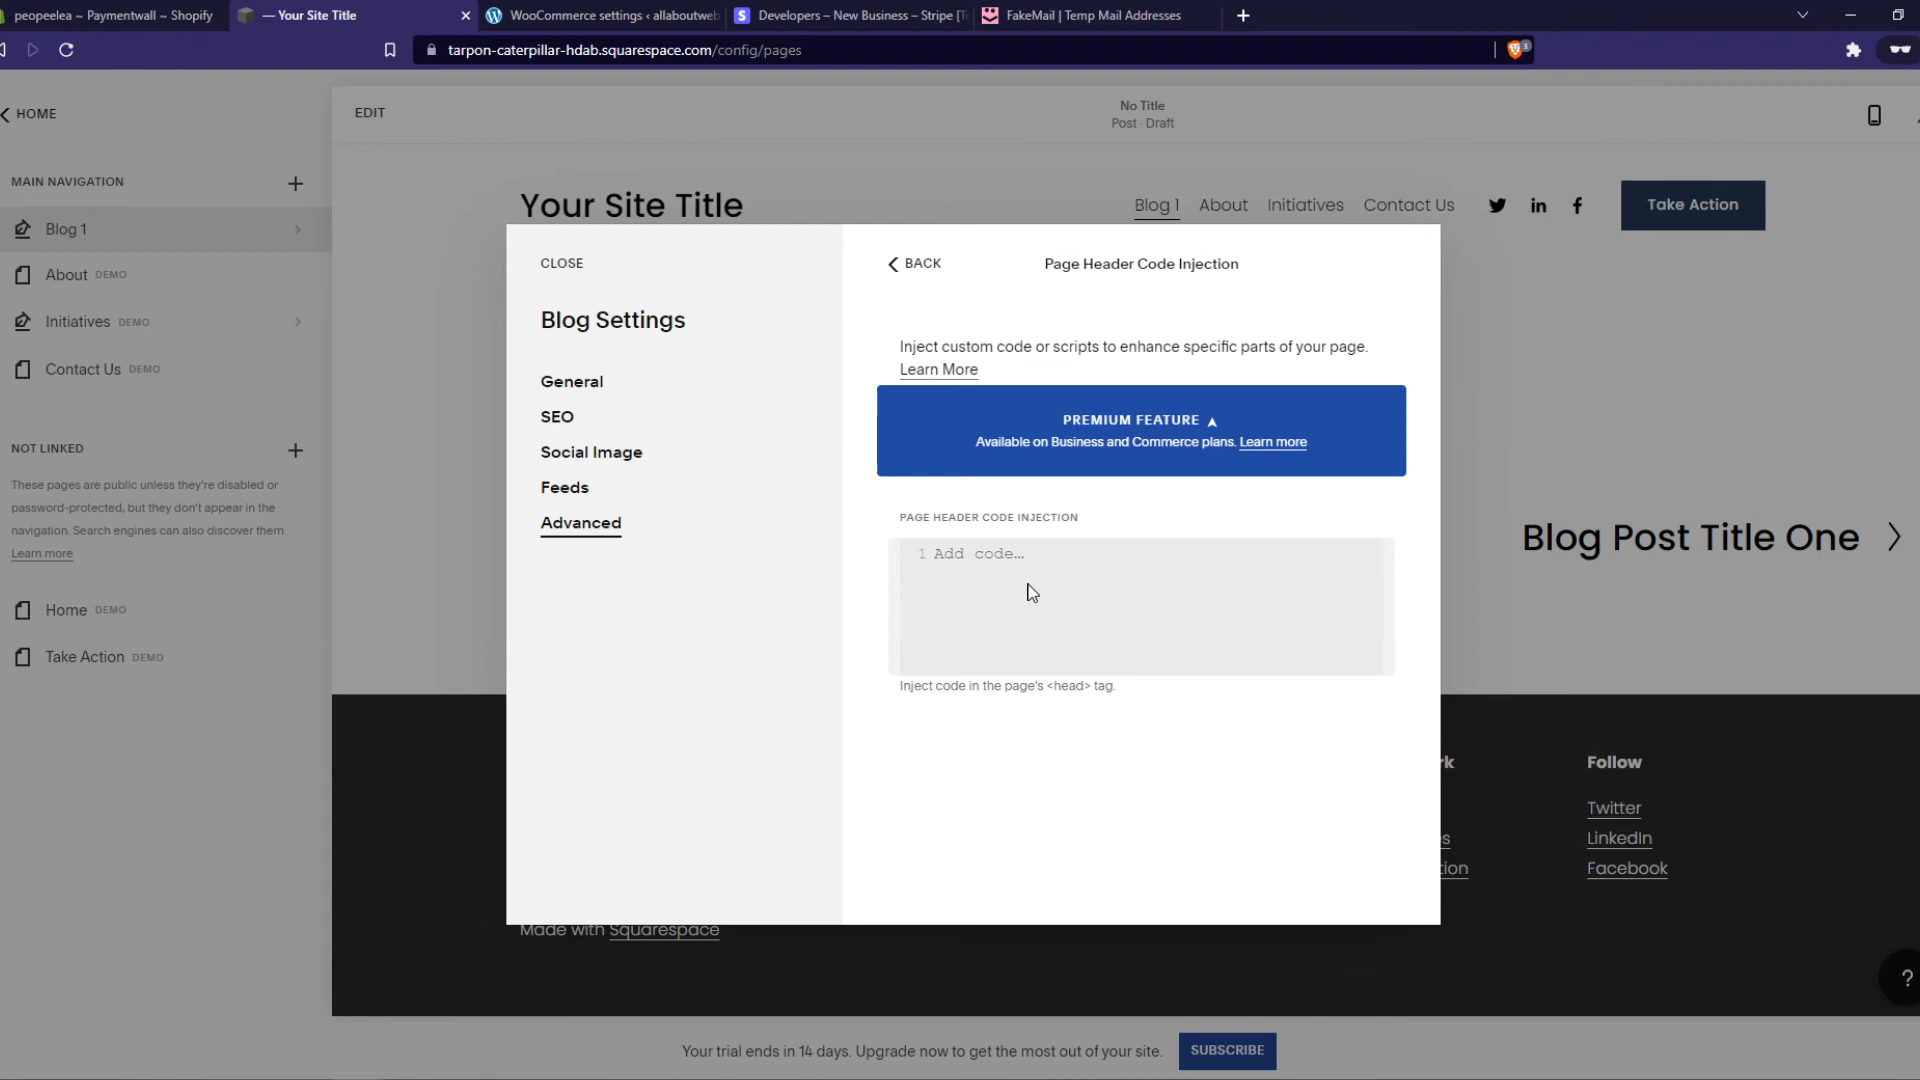 peopeelea ~ Paymentwall ~ Shopify
— Your Site Title
WooCommerce settings ‹ allaboutweb
Developers – New Business – Stripe [T
FakeMail | Temp Mail Addresses
tarpon-caterpillar-hdab.squarespace.com/config/pages
3
HOME
EDIT
No Title
Post · Draft
MAIN NAVIGATION
Blog 1
About DEMO
Initiatives DEMO
Contact Us DEMO
NOT LINKED
These pages are public unless they're disabled or
password-protected, but they don't appear in the
navigation. Search engines can also discover them.
Learn more
Home DEMO
Take Action DEMO
Your Site Title
Blog 1 About Initiatives Contact Us
Take Action
CLOSE
Blog Settings
General
SEO
Social Image
Feeds
Advanced
BACK
Page Header Code Injection
Inject custom code or scripts to enhance specific parts of your page.
Learn More
PREMIUM FEATURE
Available on Business and Commerce plans. Learn more
PAGE HEADER CODE INJECTION
1 Add code...
Inject code in the page's <head> tag.
Blog Post Title One
rk
s
tion
Follow
Twitter
LinkedIn
Facebook
Made with Squarespace
?
Your trial ends in 14 days. Upgrade now to get the most out of your site.
SUBSCRIBE